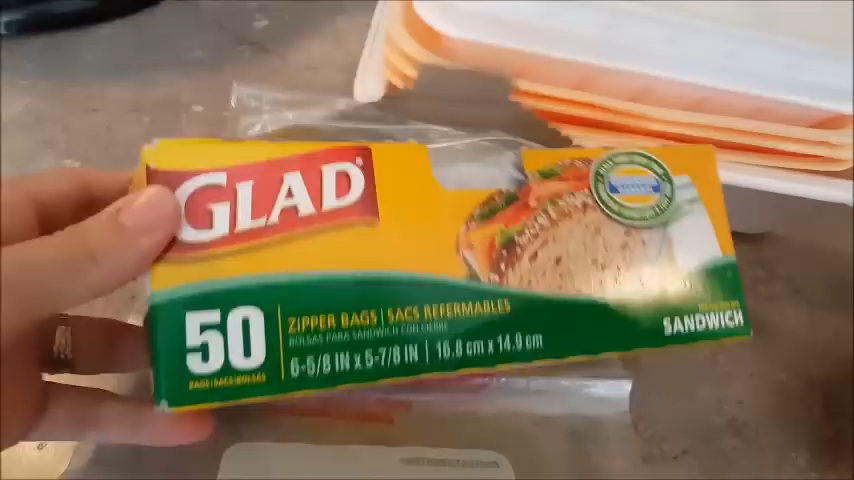 GLAD
50
BAGS/SACS/BOLSAS
ZIPPER BAGS | SACS REFERMABLES
BOLSAS PARA SANDWICH CON CIERRE
6-5/8 IN x 5-7/8 IN | 16.8 cm x 14.9 cm
SANDWICH